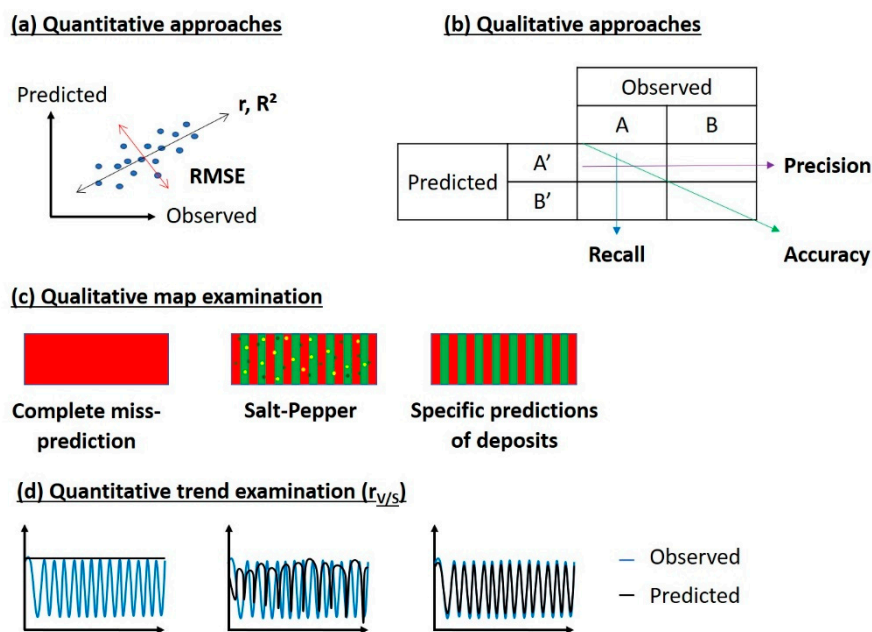 (a) Quantitative approaches
Predicted
r, R²
RMSE
Observed
(b) Qualitative approaches
Observed
A B
Predicted A' Precision
B'
Recall Accuracy
(c) Qualitative map examination
Complete miss-
prediction
Salt-Pepper
Specific predictions
of deposits
(d) Quantitative trend examination (rV/S)
Observed
Predicted